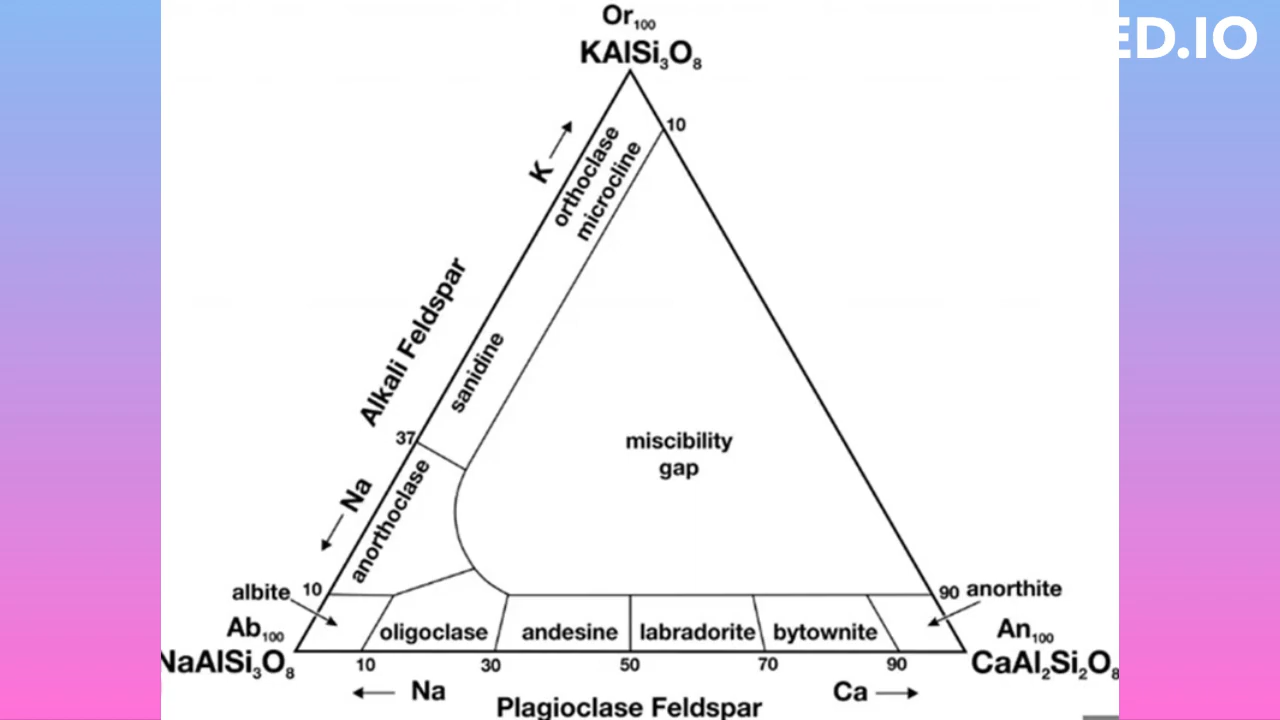 Or₁₀₀
KAlSi₃O₈
ED.IO
10
K
orthoclase
microcline
Alkali Feldspar
sanidine
37
miscibility
gap
Na
anorthoclase
albite
10
90 anorthite
Ab₁₀₀
An₁₀₀
oligoclase
andesine
labradorite
bytownite
NaAlSi₃O₈
10
30
50
70
90
CaAl₂Si₂O₈
Na
Ca
Plagioclase Feldspar